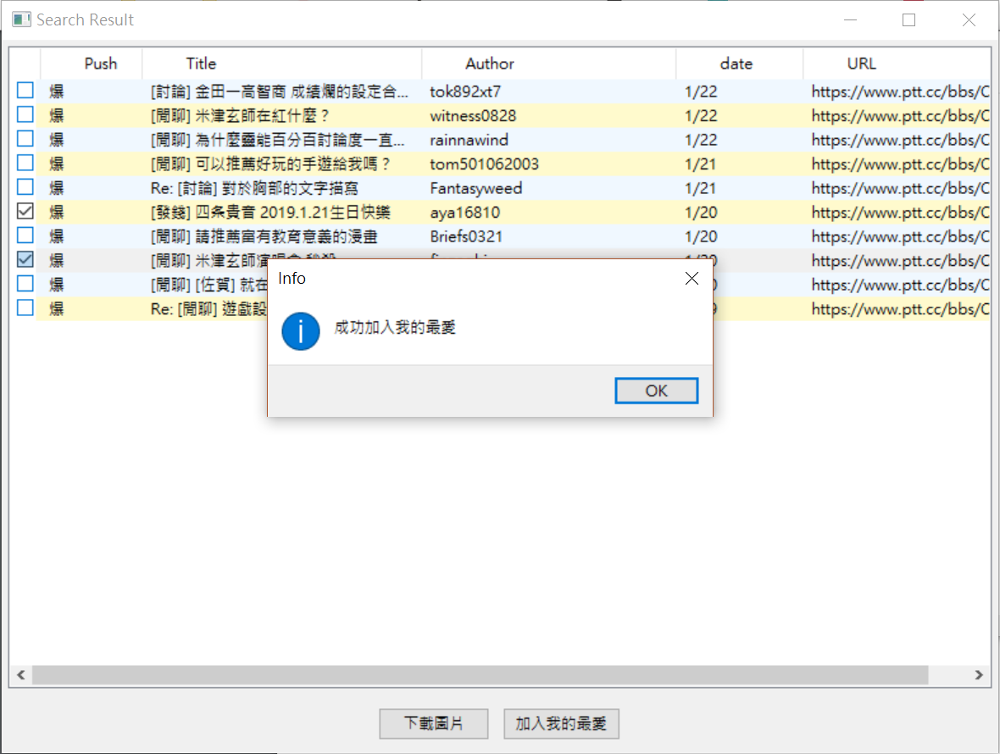 Search Result
Push Title Author date URL
爆 [討論] 金田一高智商 成績爛的設定合... tok892xt7 1/22 https://www.ptt.cc/bbs/C
爆 [閒聊] 米津玄師在紅什麼？ witness0828 1/22 https://www.ptt.cc/bbs/C
爆 [閒聊] 為什麼靈能百分百討論度一直... rainnawind 1/22 https://www.ptt.cc/bbs/C
爆 [閒聊] 可以推薦好玩的手遊給我嗎？ tom501062003 1/21 https://www.ptt.cc/bbs/C
爆 Re: [討論] 對於胸部的文字描寫 Fantasyweed 1/21 https://www.ptt.cc/bbs/C
爆 [發錢] 四条貴音 2019.1.21生日快樂 aya16810 1/20 https://www.ptt.cc/bbs/C
爆 [閒聊] 請推薦富有教育意義的漫畫 Briefs0321 1/20 https://www.ptt.cc/bbs/C
爆 [閒聊] 米津玄師演唱會 秒殺 1/20 https://www.ptt.cc/bbs/C
爆 [閒聊] [佐賀] 就在 https://www.ptt.cc/bbs/C
爆 Re: [閒聊] 遊戲設 https://www.ptt.cc/bbs/C
Info
成功加入我的最愛
OK
下載圖片 加入我的最愛